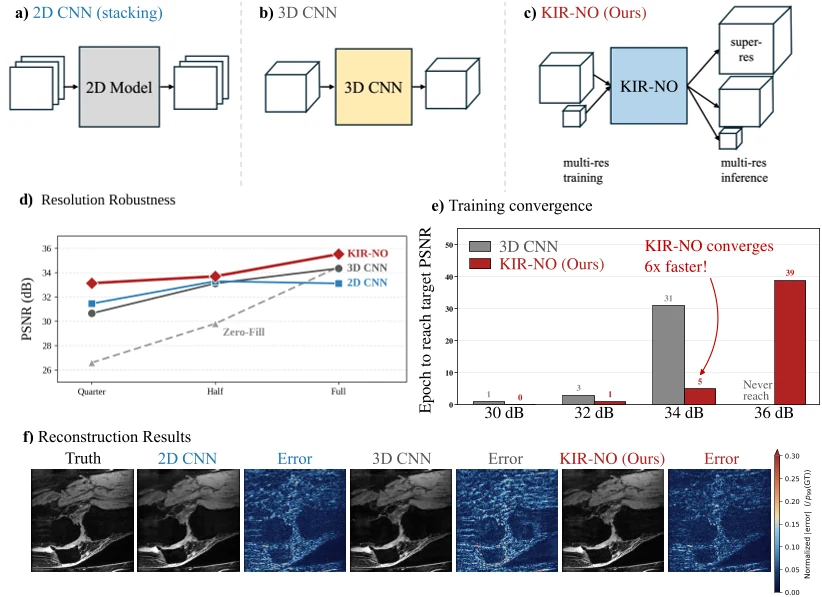 a) 2D CNN (stacking)
b) 3D CNN
c) KIR-NO (Ours)
2D Model
3D CNN
KIR-NO
super-
res
multi-res
training
multi-res
inference
d) Resolution Robustness
PSNR (dB)
36
34
32
30
28
26
KIR-NO
3D CNN
2D CNN
Zero-Fill
Quarter
Half
Full
e) Training convergence
Epoch to reach target PSNR
50
40
30
20
10
0
3D CNN
KIR-NO (Ours)
KIR-NO converges
6x faster!
1
0
3
1
31
5
Never
reach
39
30 dB
32 dB
34 dB
36 dB
f) Reconstruction Results
Truth
2D CNN
Error
3D CNN
Error
KIR-NO (Ours)
Error
0.30
0.25
0.20
0.15
0.10
0.05
0.00
Normalized |error| (/p99(GT))